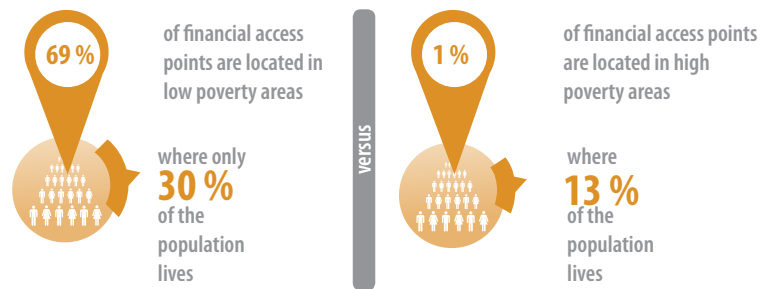 69 %
of financial access
points are located in
low poverty areas
where only
30 %
of the
population
lives
versus
1 %
of financial access points
are located in high
poverty areas
where
13 %
of the
population
lives